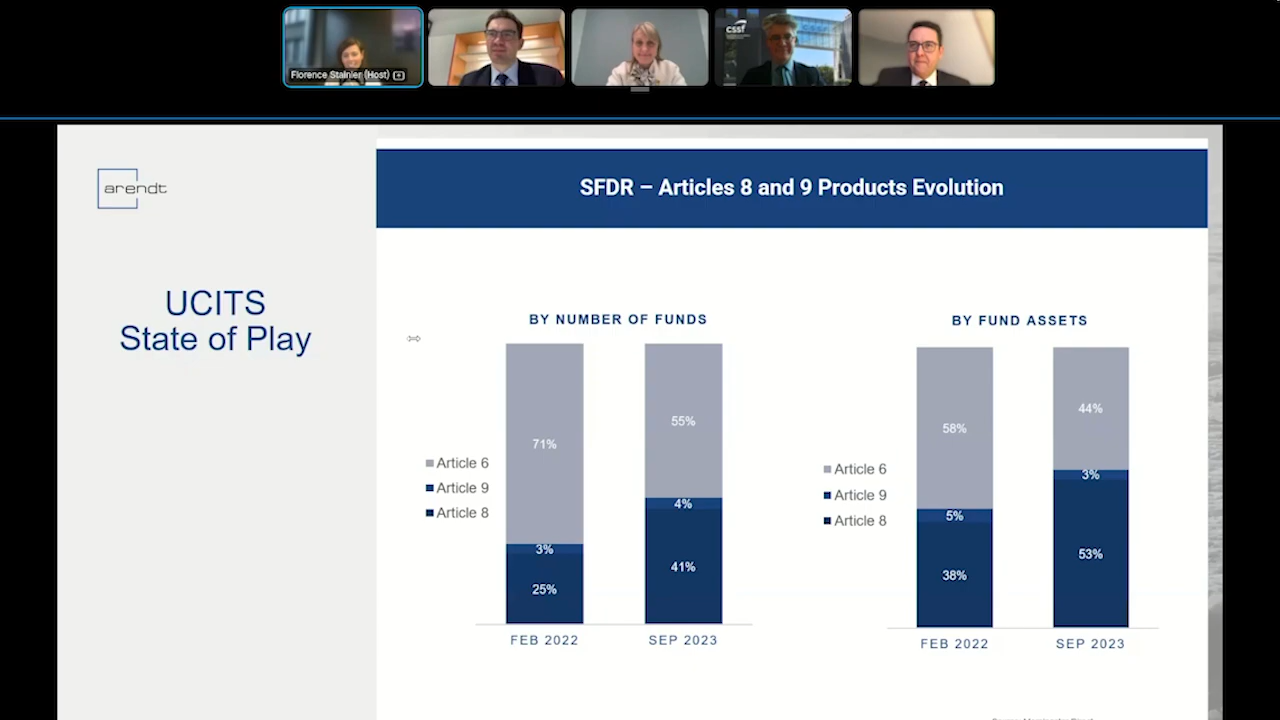 Florence Stainier (Host)
cssf
arendt
SFDR – Articles 8 and 9 Products Evolution
UCITS
State of Play
BY NUMBER OF FUNDS
Article 6
Article 9
Article 8
71%
3%
25%
55%
4%
41%
FEB 2022
SEP 2023
BY FUND ASSETS
Article 6
Article 9
Article 8
58%
5%
38%
44%
3%
53%
FEB 2022
SEP 2023